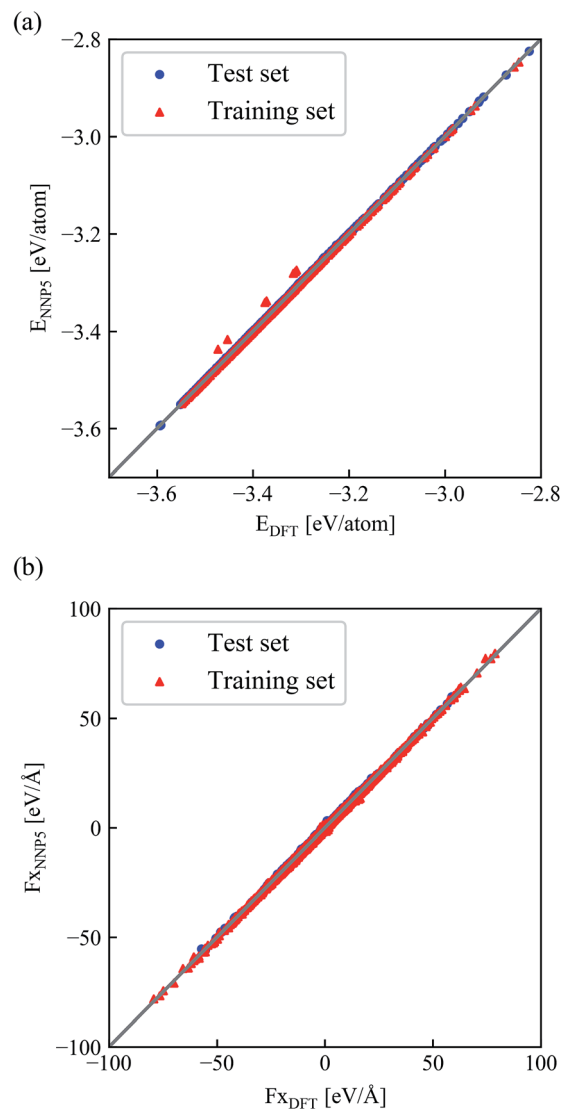 (a)
−2.8
−3.0
−3.2
−3.4
−3.6
E_NNP5 [eV/atom]
Test set
Training set
−3.6 −3.4 −3.2 −3.0 −2.8
E_DFT [eV/atom]
(b)
100
50
0
−50
−100
Fx_NNP5 [eV/Å]
Test set
Training set
−100 −50 0 50 100
Fx_DFT [eV/Å]